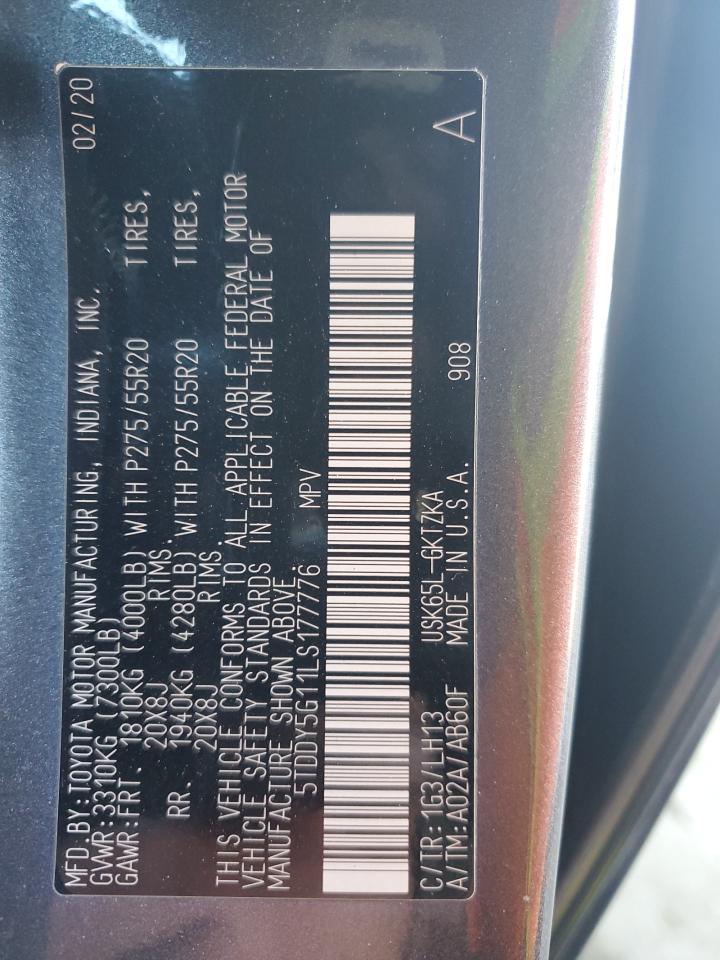 MFD.BY:TOYOTA MOTOR MANUFACTURING, INDIANA, INC. 02/20
GVWR:3310KG (7300LB)
GAWR:FRT. 1810KG (4000LB) WITH P275/55R20 TIRES,
20X8J RIMS.
RR. 1940KG (4280LB) WITH P275/55R20 TIRES,
20X8J RIMS.
THIS VEHICLE CONFORMS TO ALL APPLICABLE FEDERAL MOTOR
VEHICLE SAFETY STANDARDS IN EFFECT ON THE DATE OF
MANUFACTURE SHOWN ABOVE.
5TDDY5G11LS177776 MPV
C/TR:1G3/LH13 USK65L-GKTZKA
A/TM:A02A/AB60F MADE IN U.S.A. 908 A